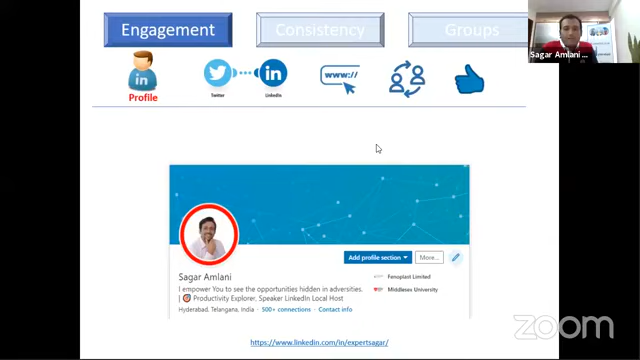 Engagement
Consistency
Groups
Sagar Amlani ...
in
Profile
Twitter
in
LinkedIn
www://
Sagar Amlani
I empower You to see the opportunities hidden in adversities.
| Productivity Explorer. Speaker LinkedIn Local Host
Hyderabad, Telangana, India · 500+ connections · Contact info
Add profile section
More...
Fenoplast Limited
Middlesex University
https://www.linkedin.com/in/expertsagar/
zoom